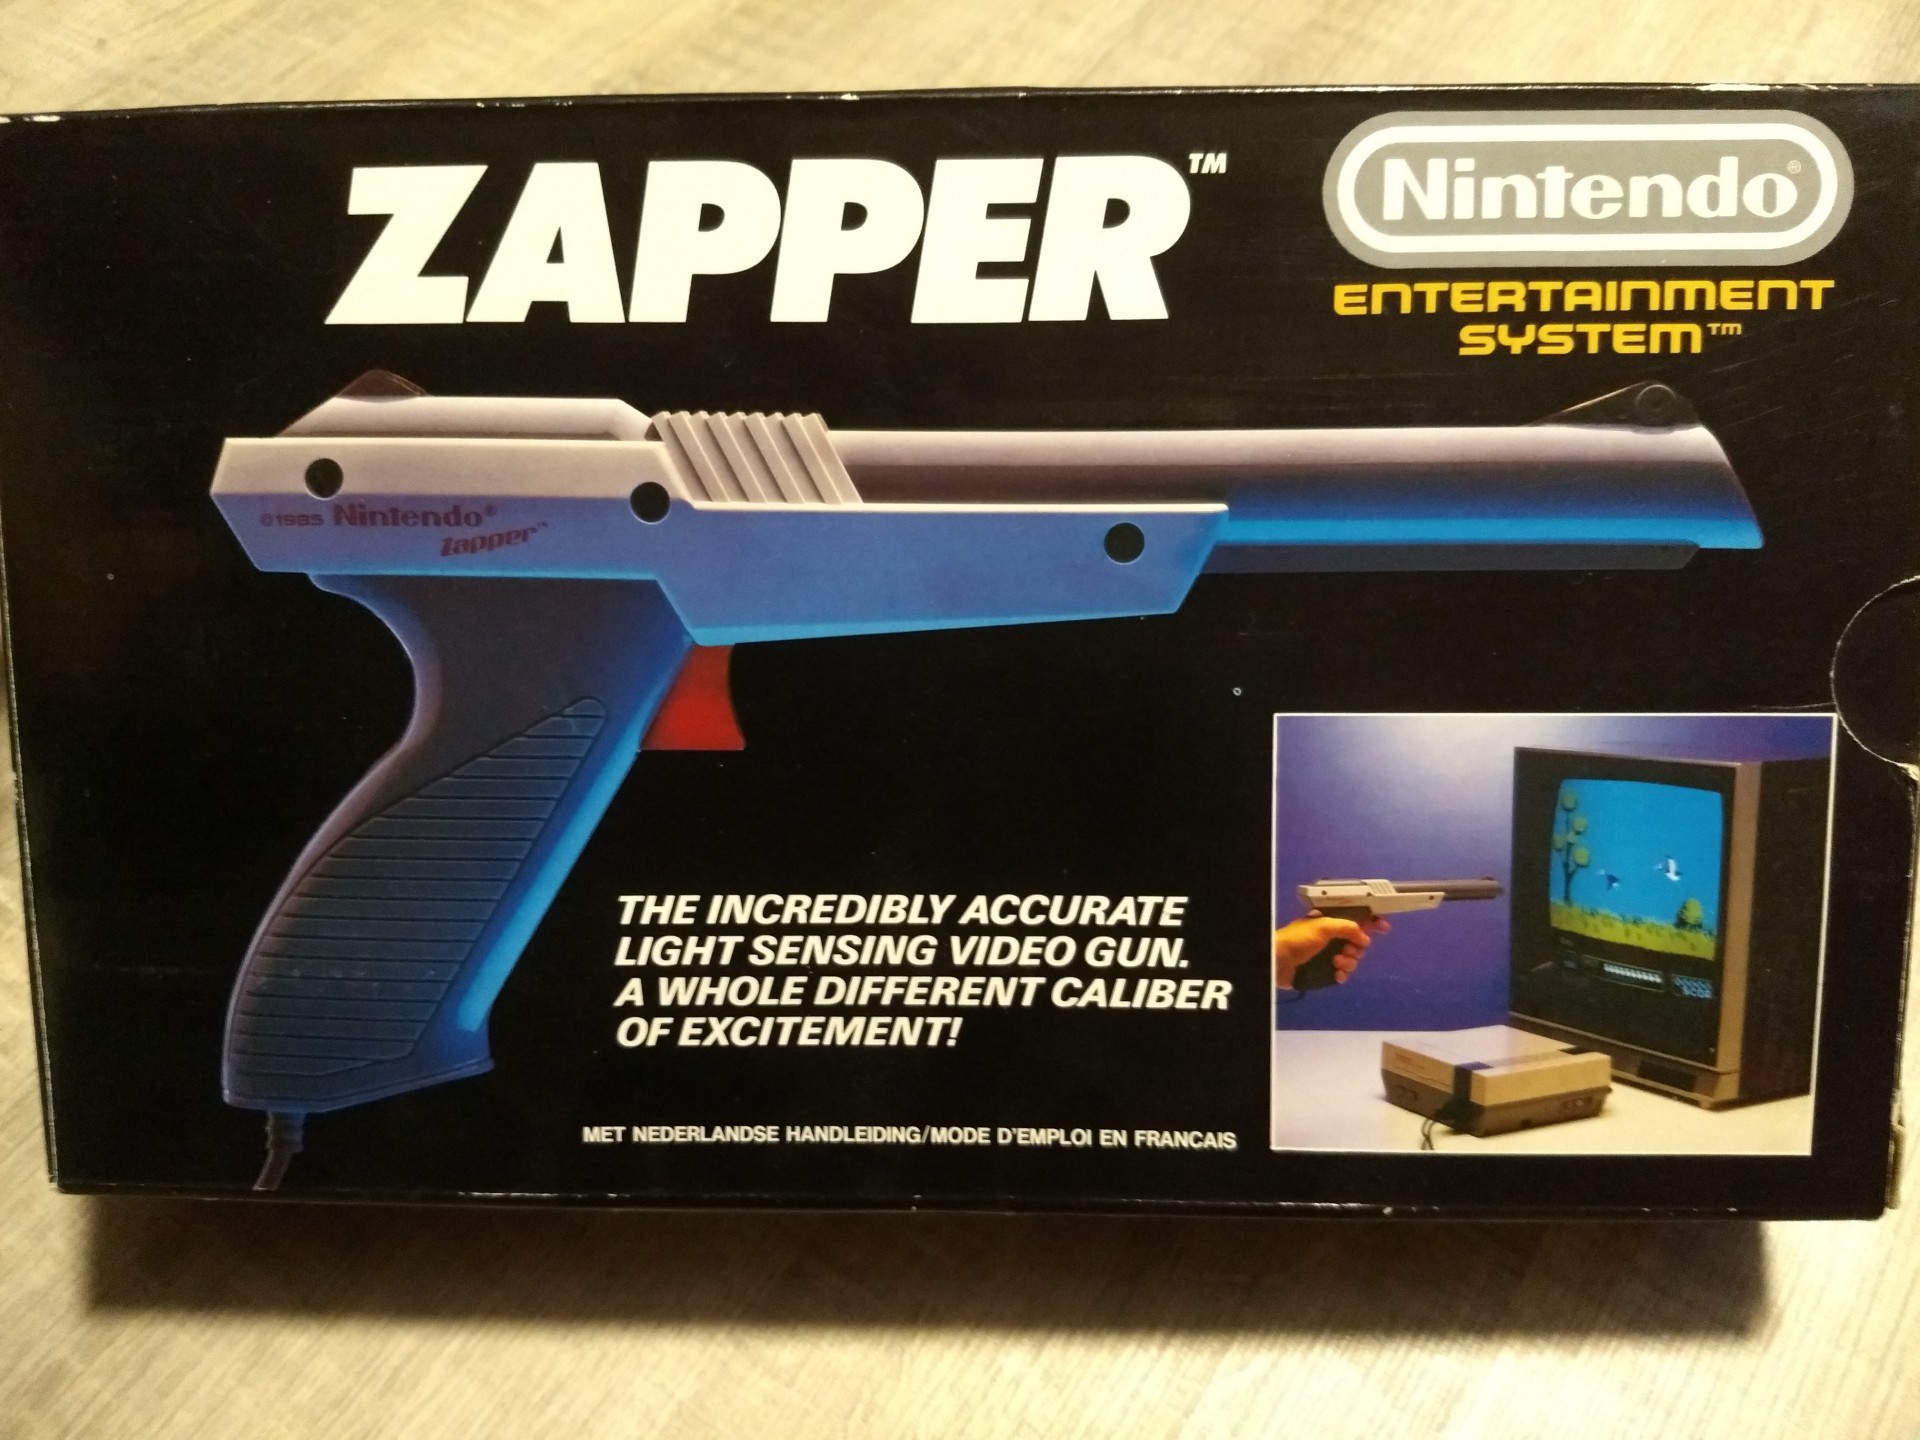 ZAPPER™
Nintendo®
ENTERTAINMENT
SYSTEM™
©1985 Nintendo®
Zapper™
THE INCREDIBLY ACCURATE
LIGHT SENSING VIDEO GUN.
A WHOLE DIFFERENT CALIBER
OF EXCITEMENT!
MET NEDERLANDSE HANDLEIDING/MODE D'EMPLOI EN FRANCAIS